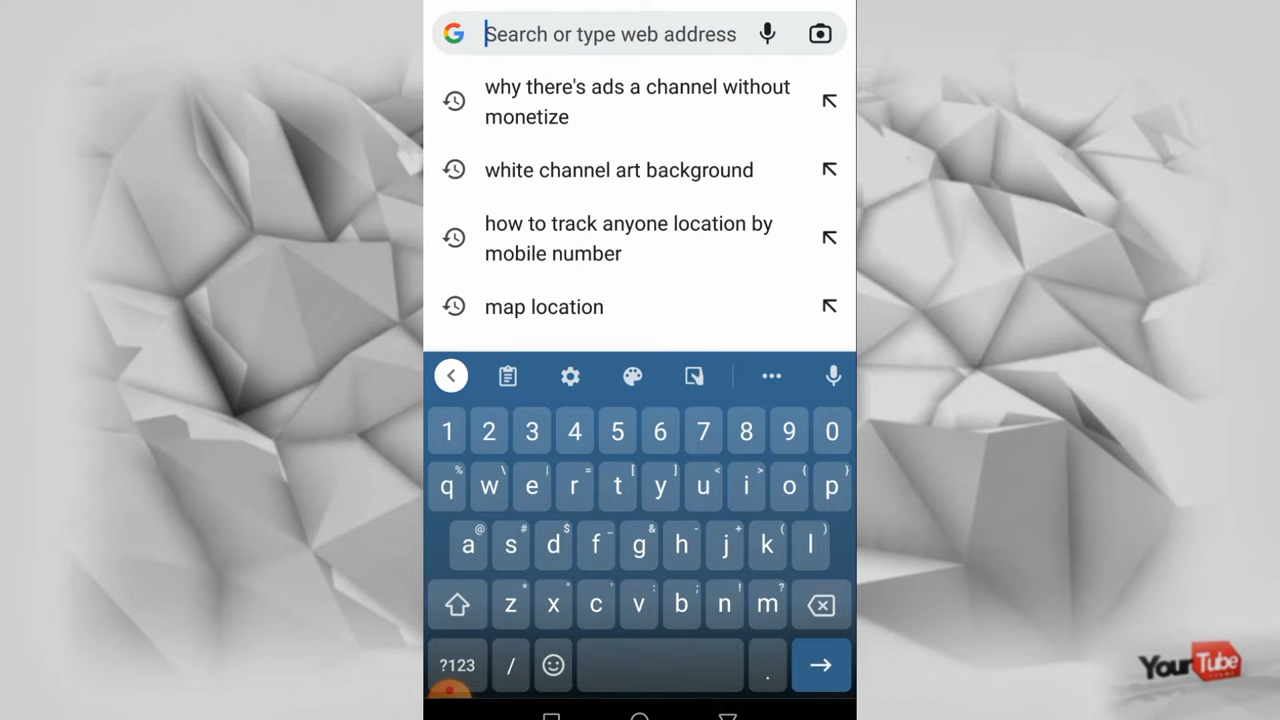 Search or type web address
why there's ads a channel without
monetize
white channel art background
how to track anyone location by
mobile number
map location
1 2 3 4 5 6 7 8 9 0
% \ | = [ ] < > { }
q w e r t y u i o p
@ # $ _ & - + ( )
a s d f g h j k l
* " ' : ; ! ?
z x c v b n m
?123 / .
YourTube